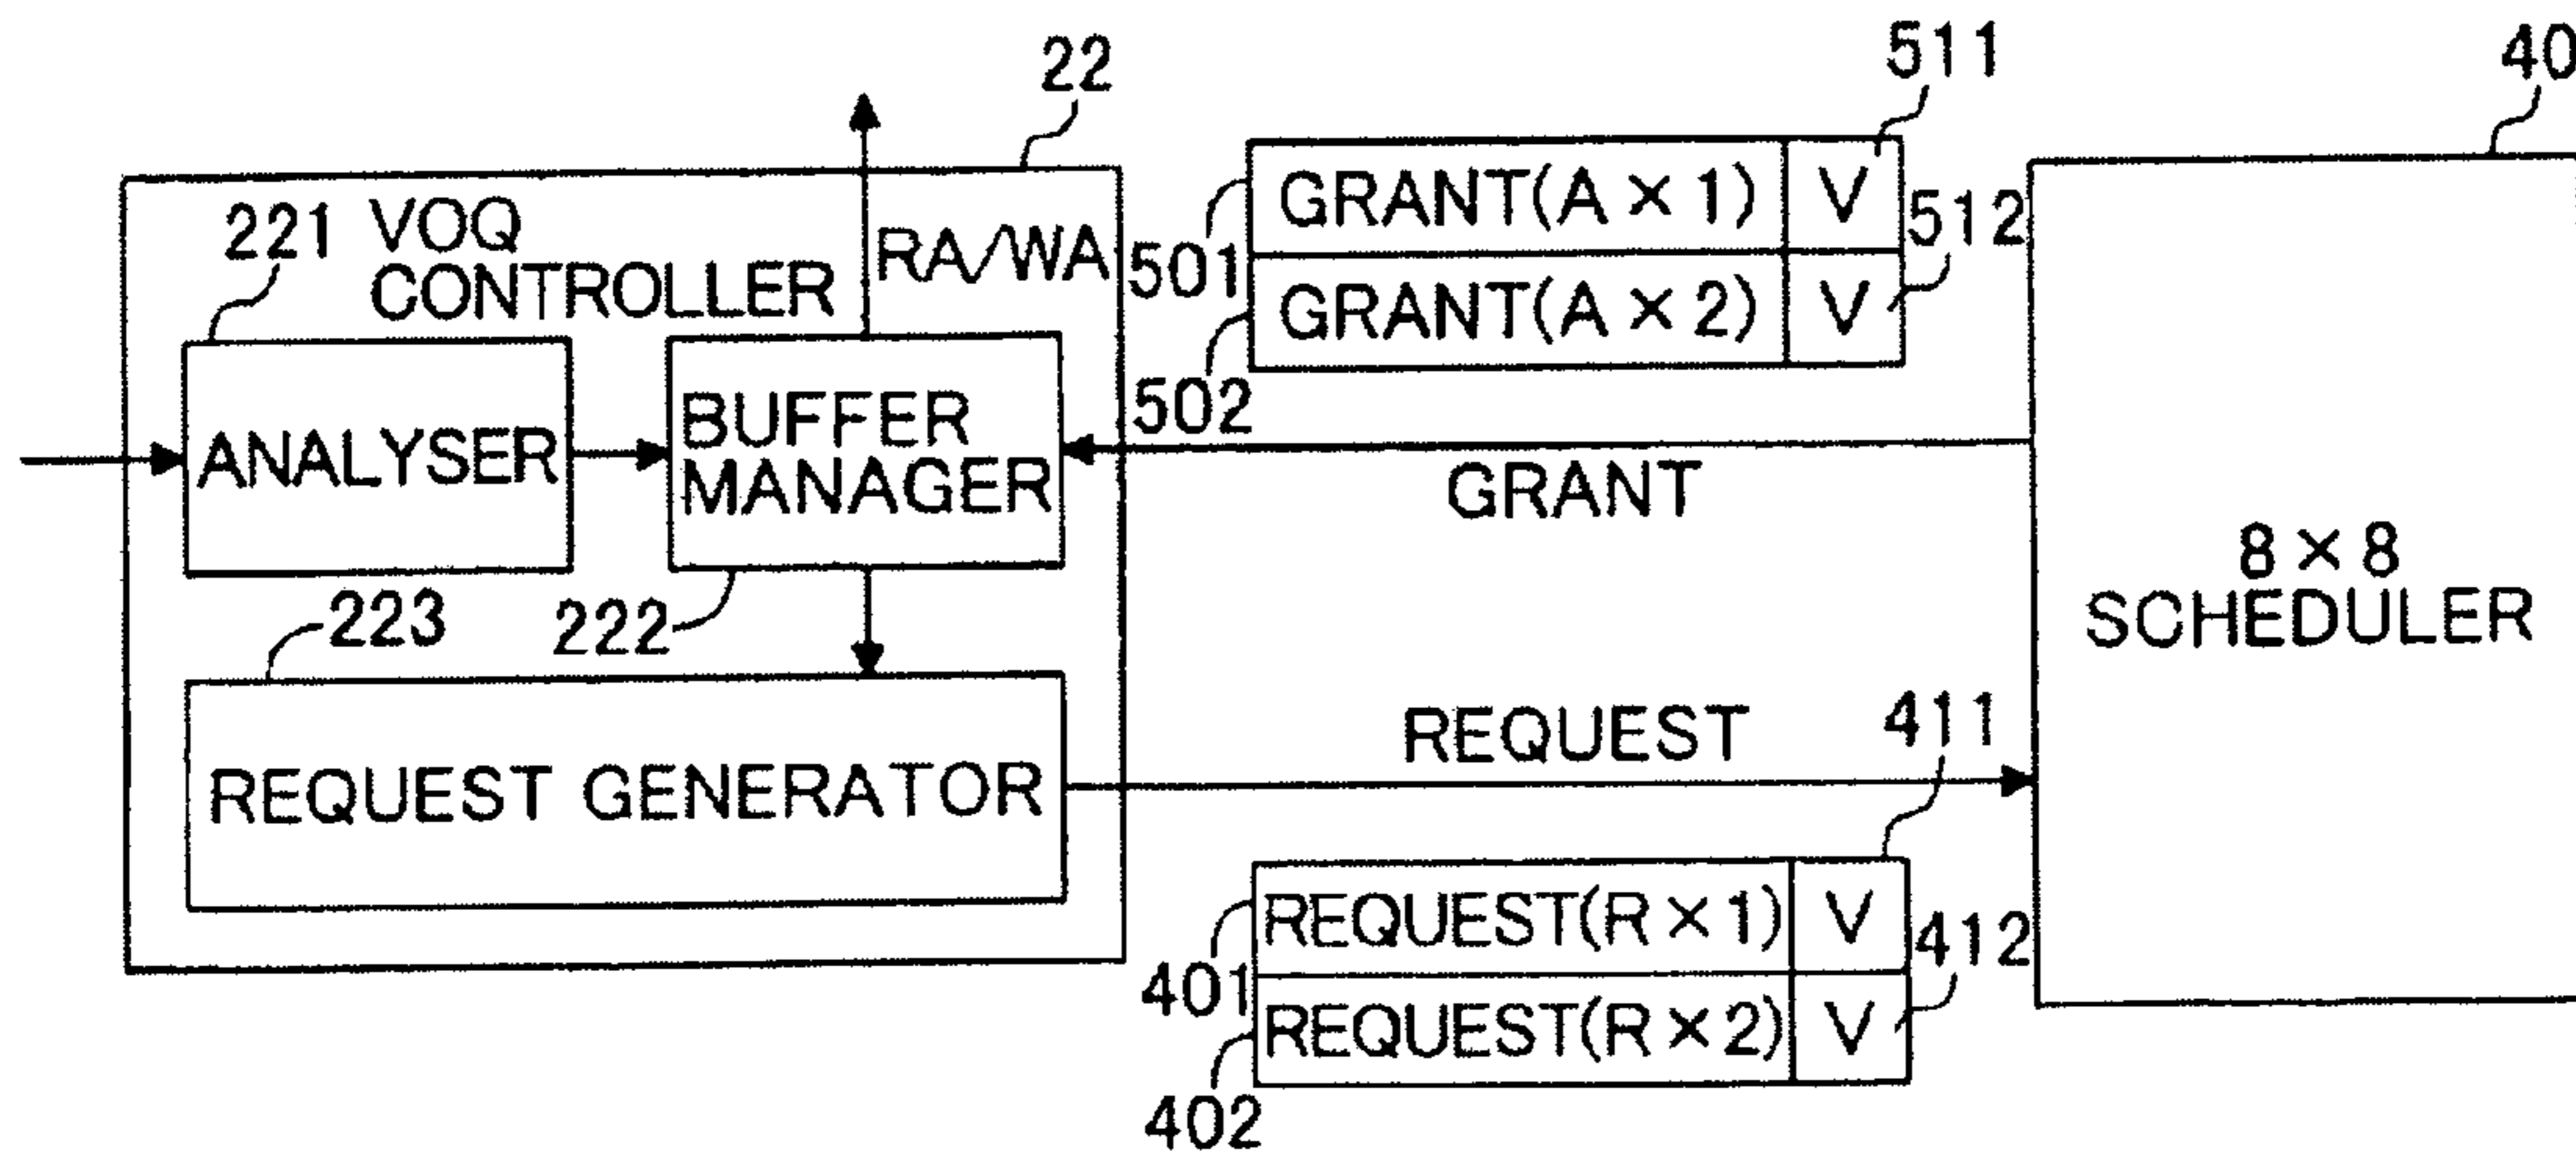 22
511
40
221 VOQ
CONTROLLER
RA/WA
501
GRANT(A × 1) V
512
GRANT(A × 2) V
502
ANALYSER
BUFFER
MANAGER
GRANT
8 × 8
SCHEDULER
223
222
REQUEST
411
REQUEST GENERATOR
401
REQUEST(R × 1) V
412
REQUEST(R × 2) V
402